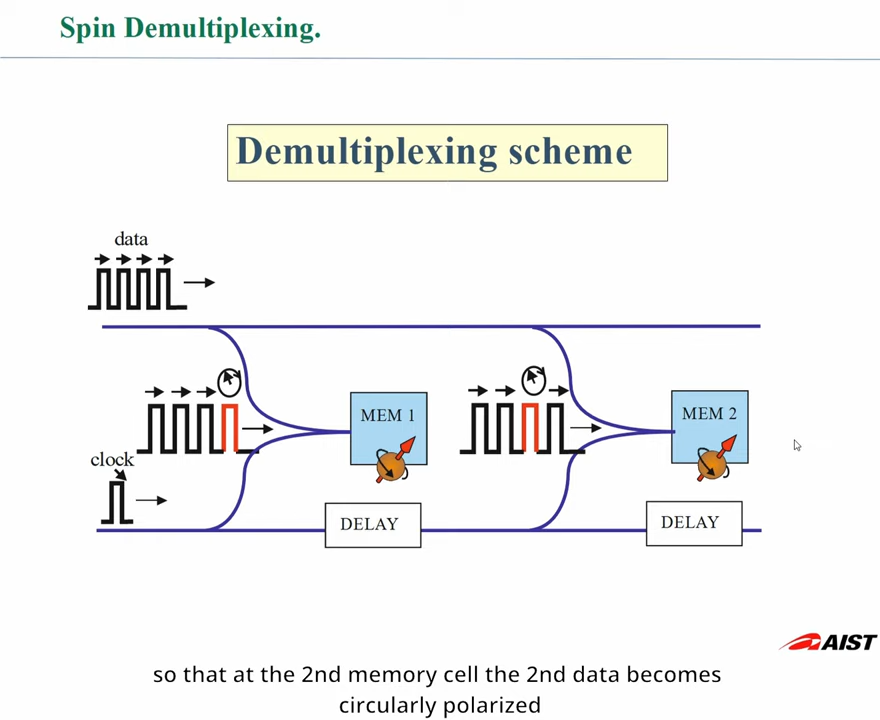 Spin Demultiplexing.
Demultiplexing scheme
data
MEM 1
MEM 2
clock
DELAY
DELAY
AIST
so that at the 2nd memory cell the 2nd data becomes
circularly polarized